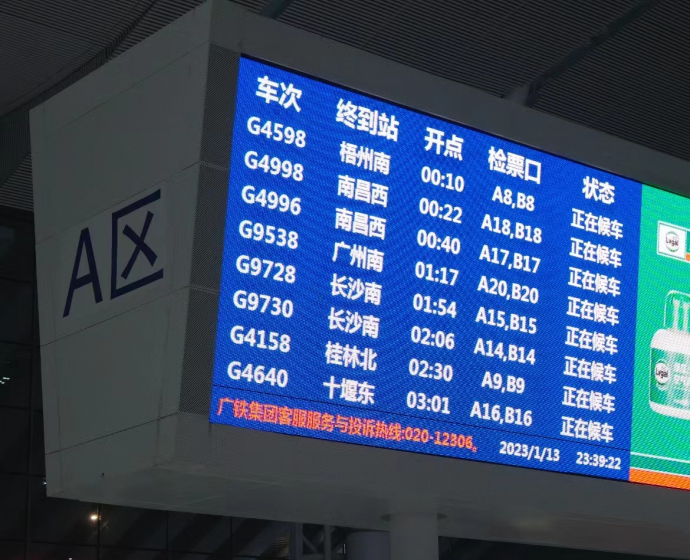 A区
车次 终到站 开点 检票口 状态
G4598 梧州南 00:10 A8,B8 正在候车
G4998 南昌西 00:22 A18,B18 正在候车
G4996 南昌西 00:40 A17,B17 正在候车
G9538 广州南 01:17 A20,B20 正在候车
G9728 长沙南 01:54 A15,B15 正在候车
G9730 长沙南 02:06 A14,B14 正在候车
G4158 桂林北 02:30 A9,B9 正在候车
G4640 十堰东 03:01 A16,B16 正在候车
广铁集团客服服务与投诉热线:020-12306。 2023/1/13 23:39:22